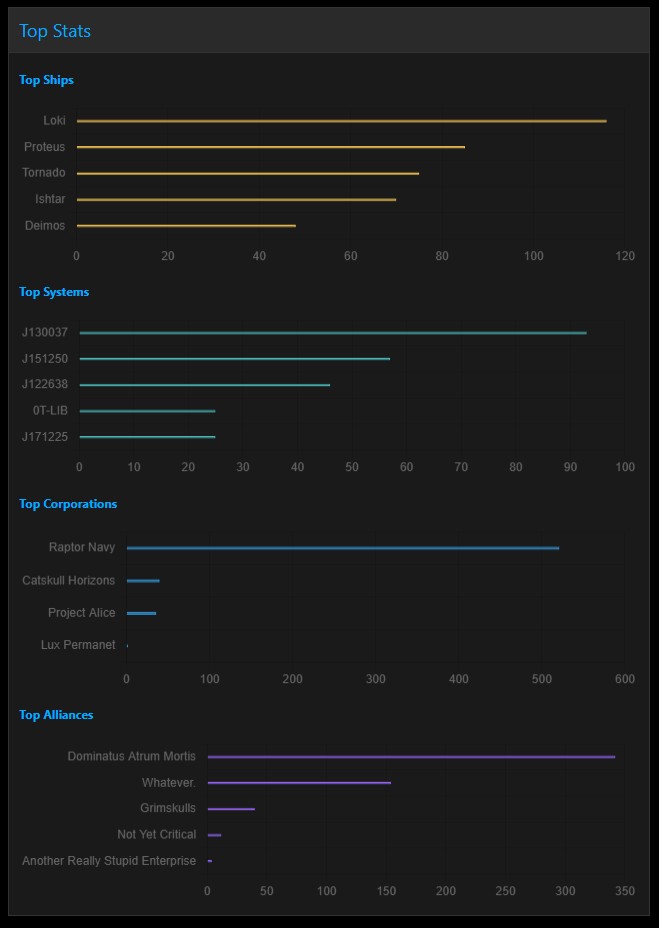 Top Stats
Top Ships
Loki
Proteus
Tornado
Ishtar
Deimos
0 20 40 60 80 100 120
Top Systems
J130037
J151250
J122638
0T-LIB
J171225
0 10 20 30 40 50 60 70 80 90 100
Top Corporations
Raptor Navy
Catskull Horizons
Project Alice
Lux Permanet
0 100 200 300 400 500 600
Top Alliances
Dominatus Atrum Mortis
Whatever.
Grimskulls
Not Yet Critical
Another Really Stupid Enterprise
0 50 100 150 200 250 300 350